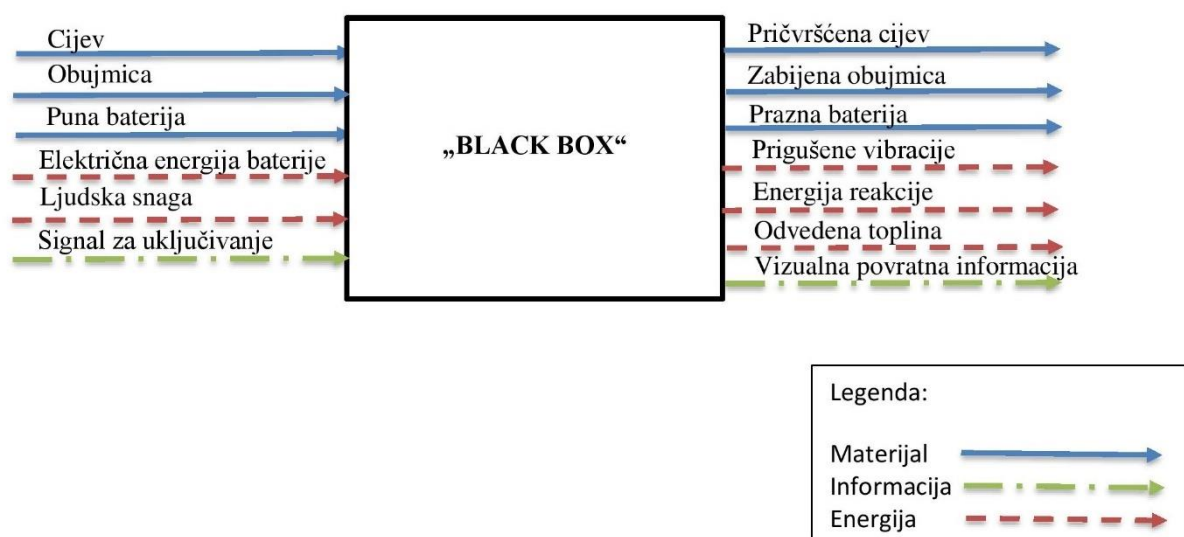 Cijev
Obujmica
Puna baterija
Električna energija baterije
Ljudska snaga
Signal za uključivanje
„BLACK BOX“
Pričvršćena cijev
Zabijena obujmica
Prazna baterija
Prigušene vibracije
Energija reakcije
Odvedena toplina
Vizualna povratna informacija
Legenda:
Materijal
Informacija
Energija